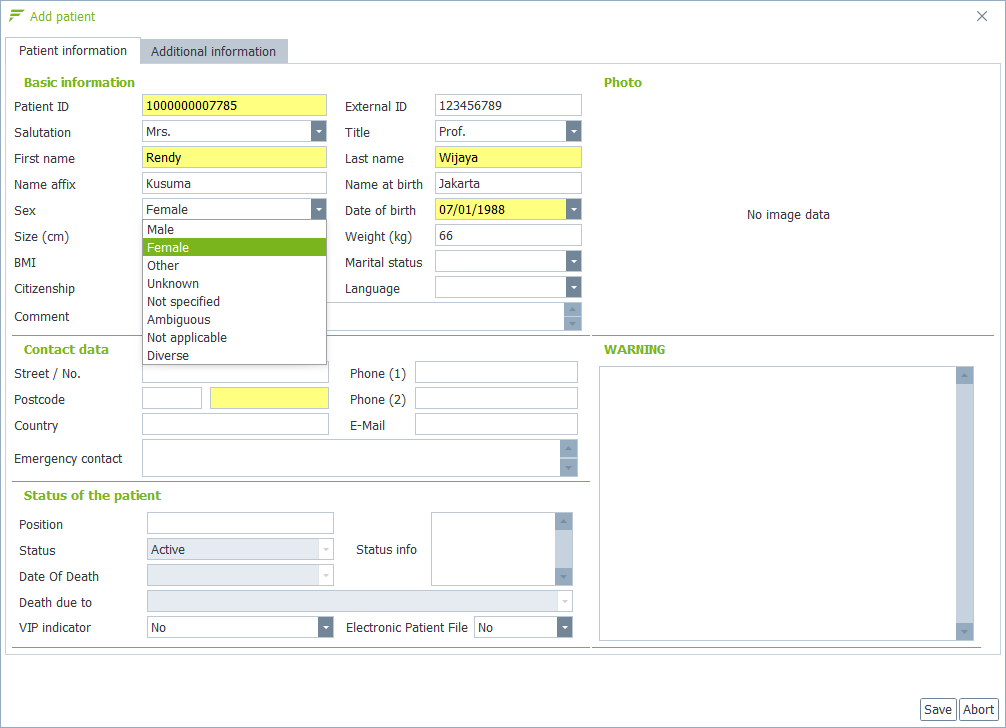 Add patient
Patient information Additional information
Basic information
Patient ID 1000000007785 External ID 123456789
Salutation Mrs. Title Prof.
First name Rendy Last name Wijaya
Name affix Kusuma Name at birth Jakarta
Sex Female Date of birth 07/01/1988
Size (cm) Weight (kg) 66
BMI Marital status
Citizenship Language
Comment
Male
Female
Other
Unknown
Not specified
Ambiguous
Not applicable
Diverse
Photo
No image data
Contact data
Street / No. Phone (1)
Postcode Phone (2)
Country E-Mail
Emergency contact
WARNING
Status of the patient
Position
Status Active Status info
Date Of Death
Death due to
VIP indicator No Electronic Patient File No
Save Abort